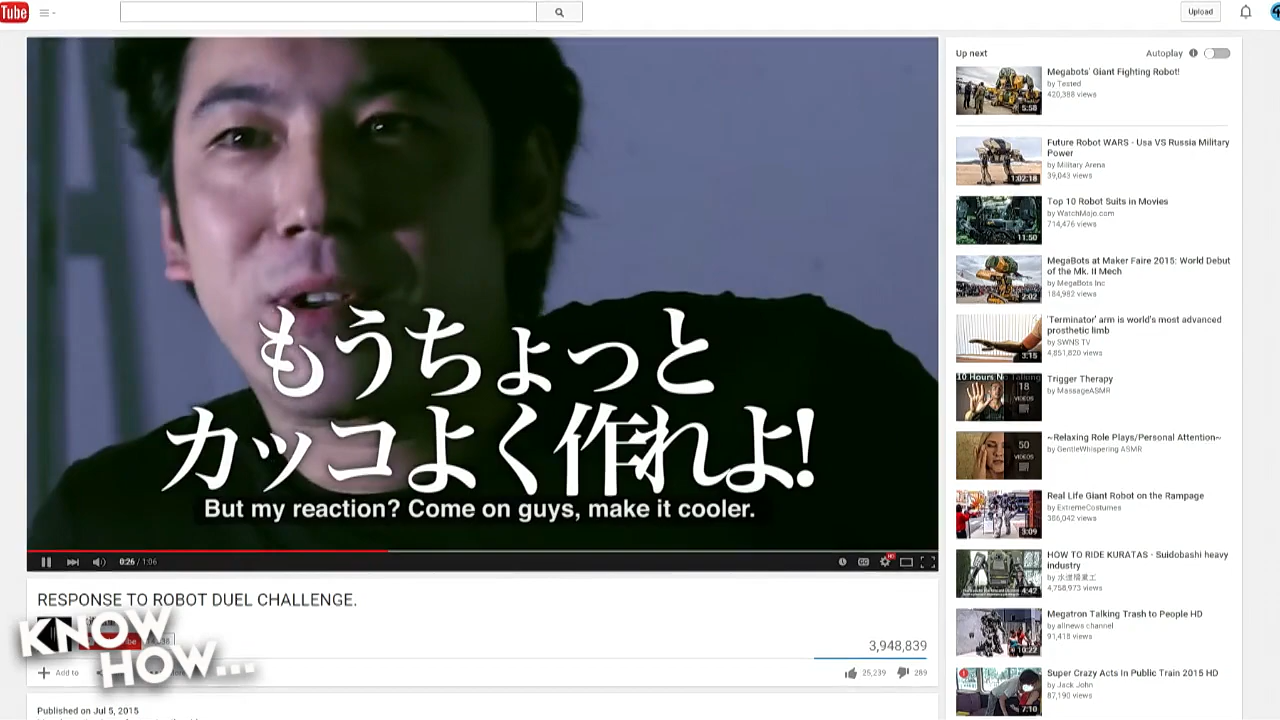 Tube
Upload
もうちょっと
カッコよく作れよ!
But my reaction? Come on guys, make it cooler.
0:26 / 1:06
RESPONSE TO ROBOT DUEL CHALLENGE.
KNOW
HOW...
3,948,839
Add to
25,239
289
Published on Jul 5, 2015
Up next
Autoplay
Megabots' Giant Fighting Robot!
by Tested
420,388 views
5:58
Future Robot WARS - Usa VS Russia Military
Power
by Military Arena
39,043 views
1:02:18
Top 10 Robot Suits in Movies
by WatchMojo.com
714,476 views
11:50
MegaBots at Maker Faire 2015: World Debut
of the Mk. II Mech
by MegaBots Inc
184,982 views
2:02
'Terminator' arm is world's most advanced
prosthetic limb
by SWNS TV
4,851,820 views
3:15
Trigger Therapy
by MassageASMR
10 Hours No Talking
18
VIDEOS
~Relaxing Role Plays/Personal Attention~
by GentleWhispering ASMR
50
VIDEOS
Real Life Giant Robot on the Rampage
by ExtremeCostumes
386,042 views
3:09
HOW TO RIDE KURATAS - Suidobashi heavy
industry
by 水道橋重工
4,758,973 views
4:42
Megatron Talking Trash to People HD
by allnews channel
91,418 views
10:22
Super Crazy Acts In Public Train 2015 HD
by Jack John
87,190 views
7:10